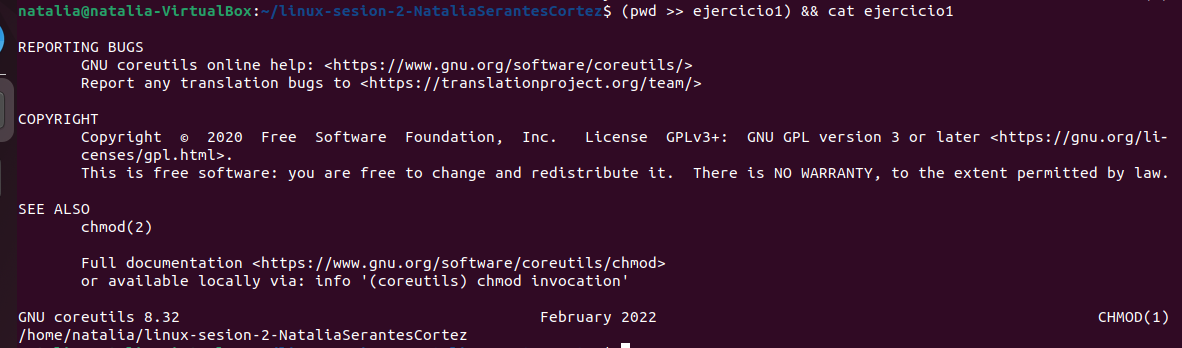 natalia@natalia-VirtualBox:~/linux-sesion-2-NataliaSerantesCortez$ (pwd >> ejercicio1) && cat ejercicio1
REPORTING BUGS
GNU coreutils online help: <https://www.gnu.org/software/coreutils/>
Report any translation bugs to <https://translationproject.org/team/>
COPYRIGHT
Copyright © 2020 Free Software Foundation, Inc. License GPLv3+: GNU GPL version 3 or later <https://gnu.org/li-
censes/gpl.html>.
This is free software: you are free to change and redistribute it. There is NO WARRANTY, to the extent permitted by law.
SEE ALSO
chmod(2)
Full documentation <https://www.gnu.org/software/coreutils/chmod>
or available locally via: info '(coreutils) chmod invocation'
GNU coreutils 8.32 February 2022 CHMOD(1)
/home/natalia/linux-sesion-2-NataliaSerantesCortez